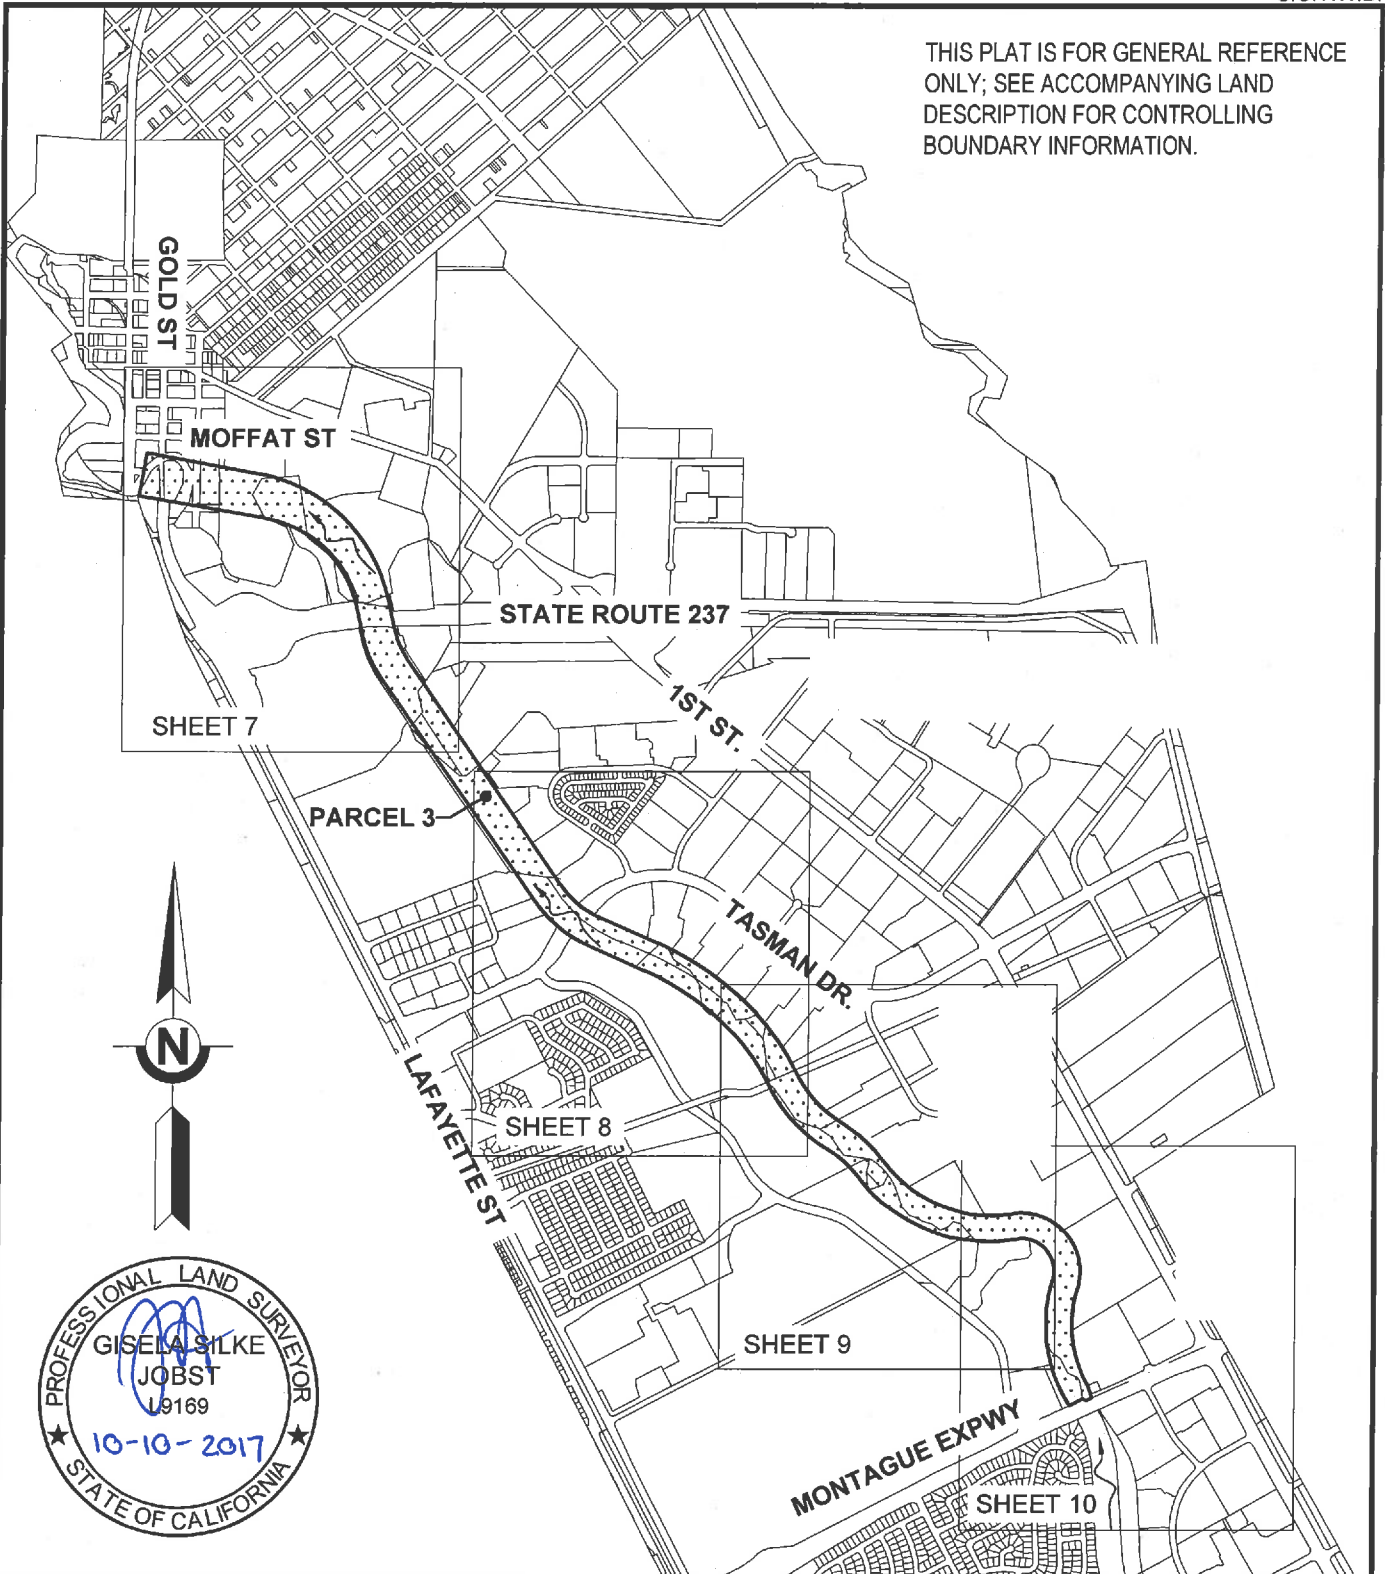 THIS PLAT IS FOR GENERAL REFERENCE
ONLY; SEE ACCOMPANYING LAND
DESCRIPTION FOR CONTROLLING
BOUNDARY INFORMATION.
GOLD ST
MOFFAT ST
STATE ROUTE 237
1ST ST.
SHEET 7
PARCEL 3
TASMAN DR.
N
LAFAYETTE ST
SHEET 8
SHEET 9
MONTAGUE EXPWY
SHEET 10
PROFESSIONAL LAND SURVEYOR
GISELA SILKE
JOBST
L9169
10-10-2017
STATE OF CALIFORNIA